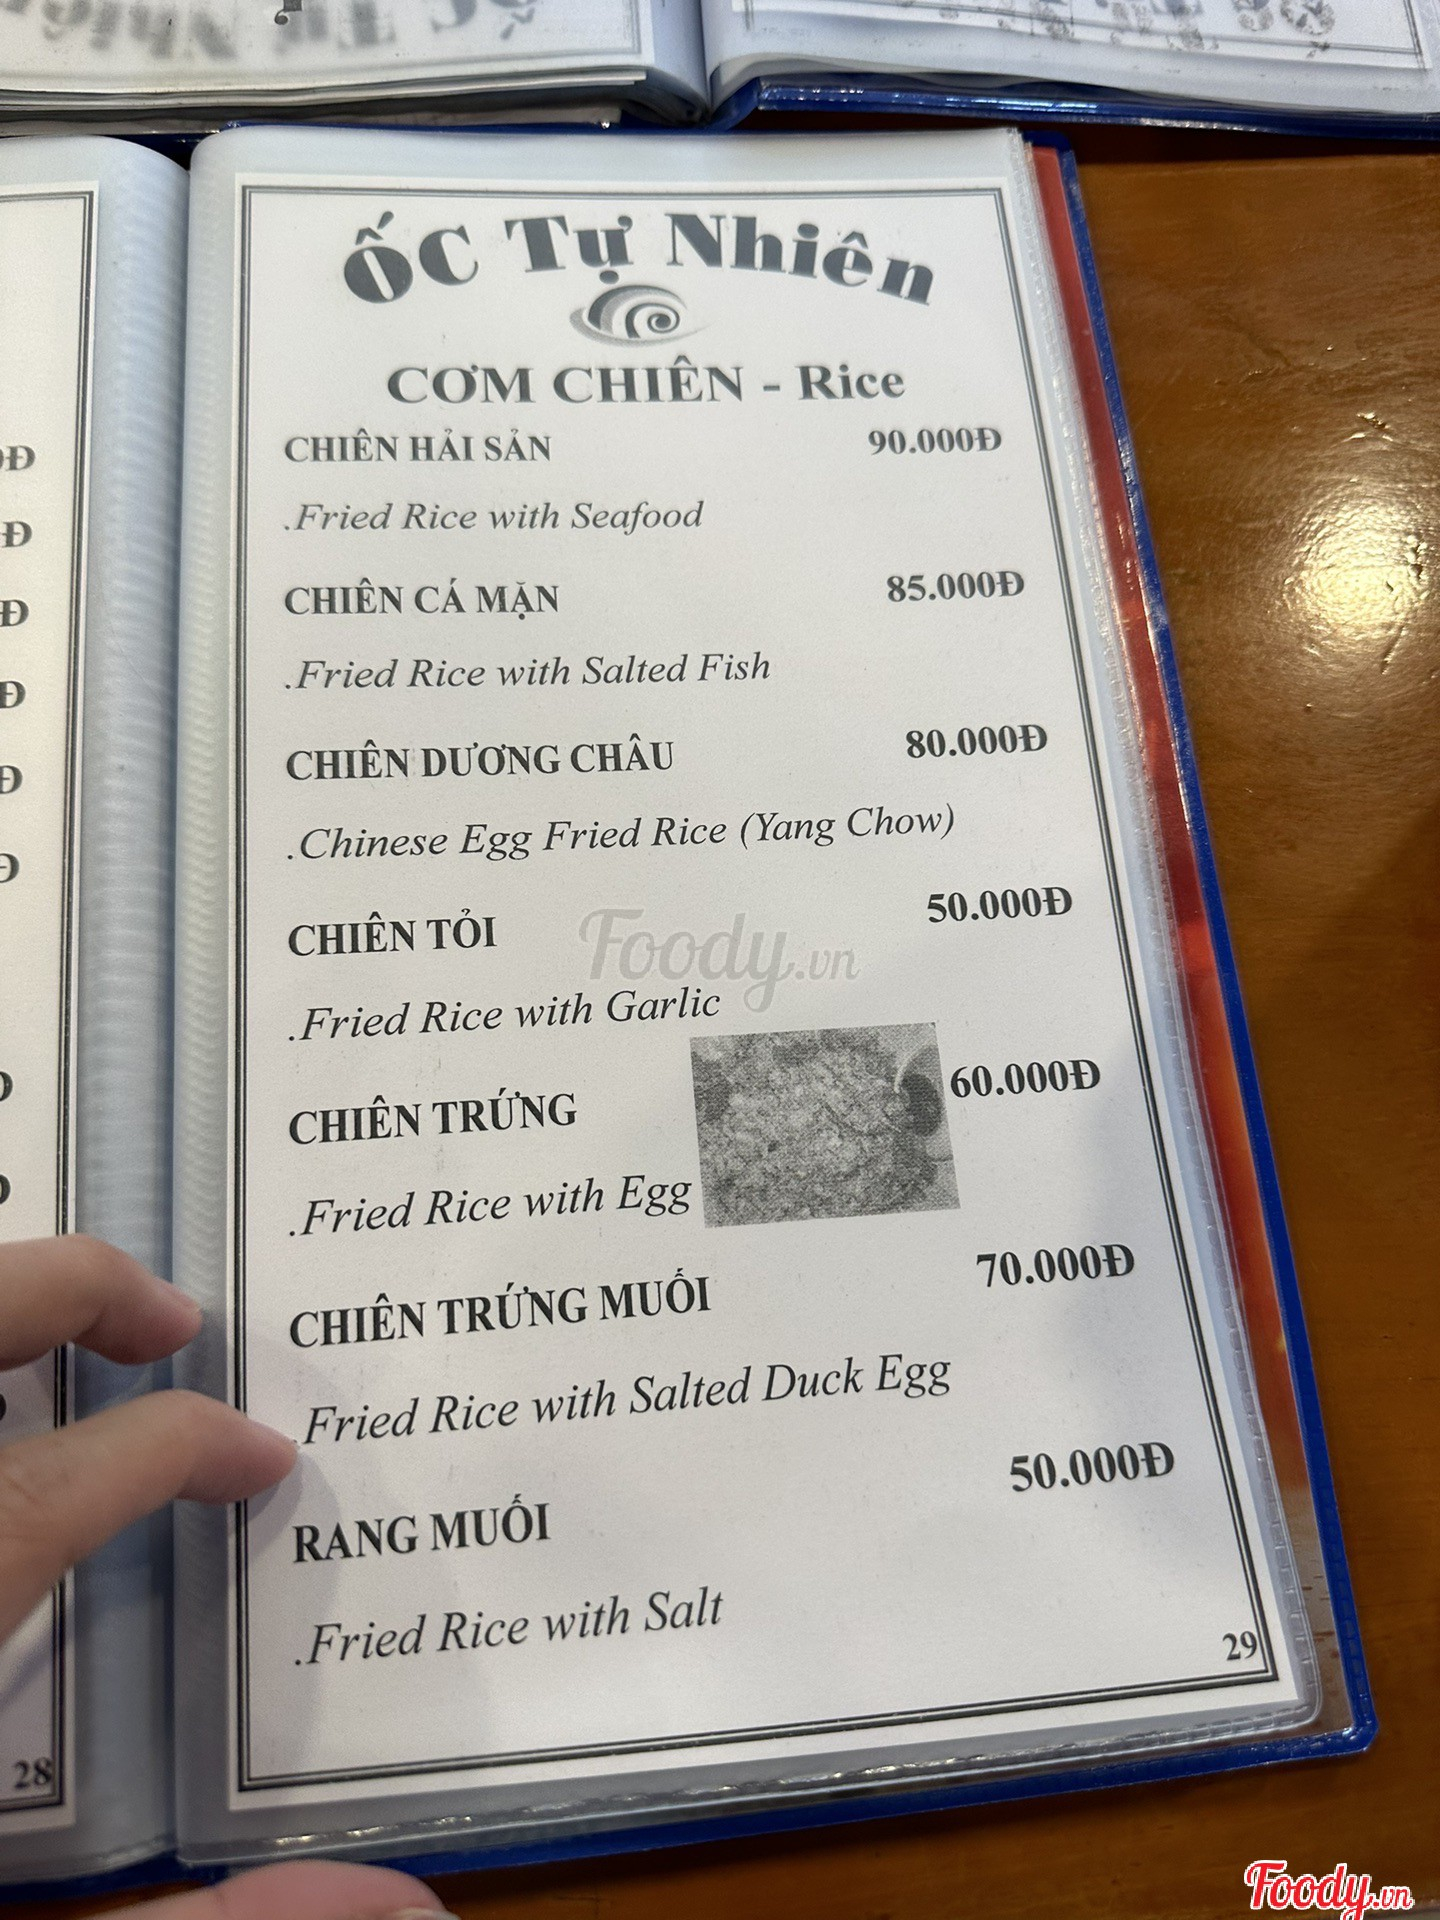 ỐC Tự Nhiên
CƠM CHIÊN - Rice
CHIÊN HẢI SẢN 90.000Đ
.Fried Rice with Seafood
CHIÊN CÁ MẶN 85.000Đ
.Fried Rice with Salted Fish
CHIÊN DƯƠNG CHÂU 80.000Đ
.Chinese Egg Fried Rice (Yang Chow)
CHIÊN TỎI 50.000Đ
Foody.vn
.Fried Rice with Garlic
CHIÊN TRỨNG 60.000Đ
.Fried Rice with Egg
CHIÊN TRỨNG MUỐI 70.000Đ
.Fried Rice with Salted Duck Egg
RANG MUỐI 50.000Đ
.Fried Rice with Salt
29
28
Foody.vn